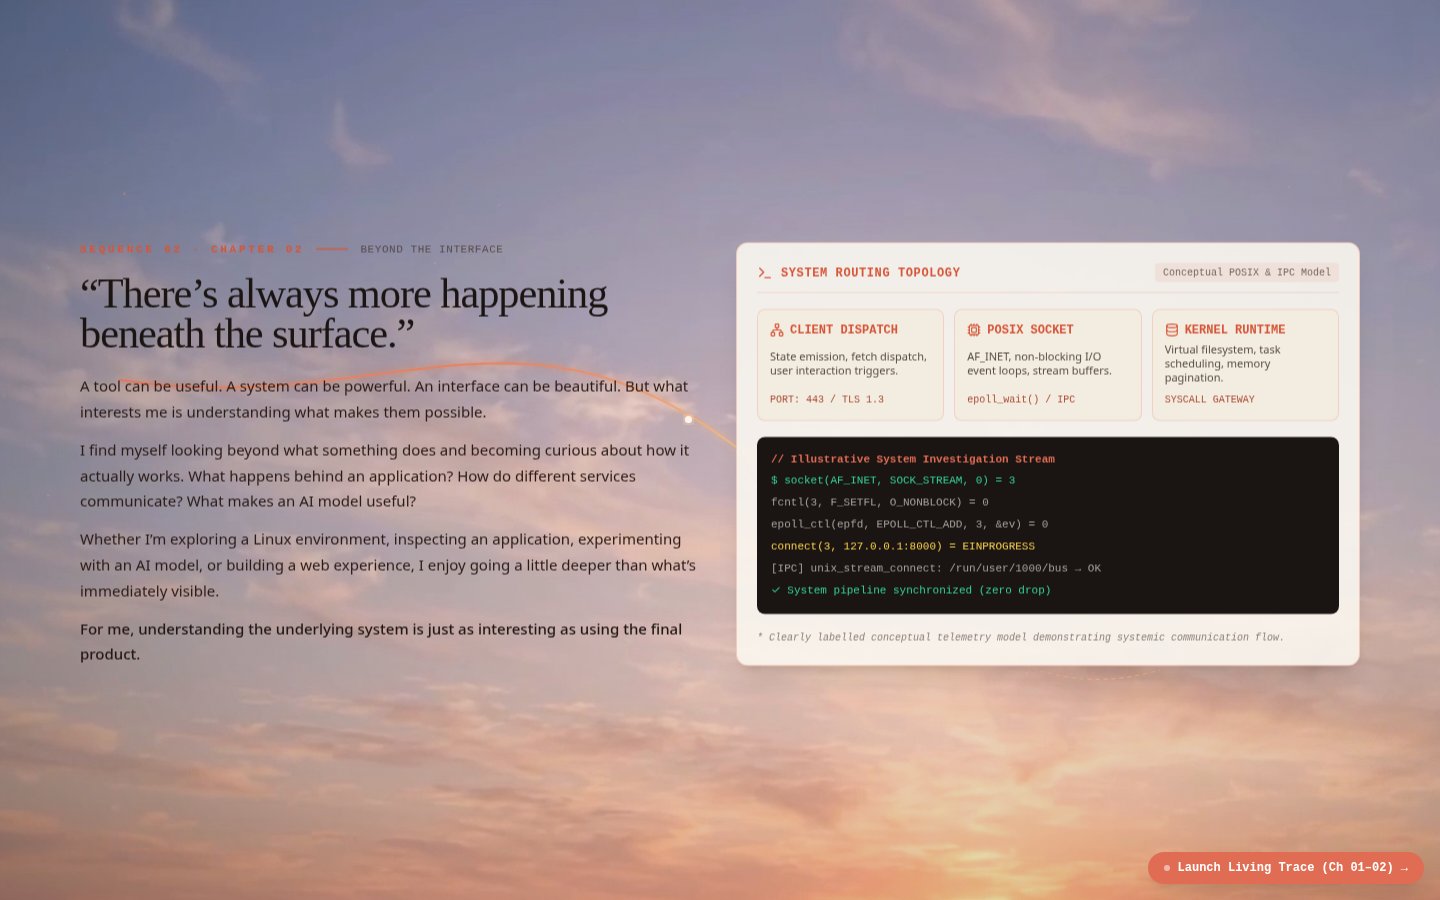 SEQUENCE 02 · CHAPTER 02 BEYOND THE INTERFACE
“There’s always more happening
beneath the surface.”
A tool can be useful. A system can be powerful. An interface can be beautiful. But what
interests me is understanding what makes them possible.
I find myself looking beyond what something does and becoming curious about how it
actually works. What happens behind an application? How do different services
communicate? What makes an AI model useful?
Whether I’m exploring a Linux environment, inspecting an application, experimenting
with an AI model, or building a web experience, I enjoy going a little deeper than what’s
immediately visible.
For me, understanding the underlying system is just as interesting as using the final
product.
SYSTEM ROUTING TOPOLOGY
Conceptual POSIX & IPC Model
CLIENT DISPATCH
State emission, fetch dispatch,
user interaction triggers.
PORT: 443 / TLS 1.3
POSIX SOCKET
AF_INET, non-blocking I/O
event loops, stream buffers.
epoll_wait() / IPC
KERNEL RUNTIME
Virtual filesystem, task
scheduling, memory
pagination.
SYSCALL GATEWAY
// Illustrative System Investigation Stream
$ socket(AF_INET, SOCK_STREAM, 0) = 3
fcntl(3, F_SETFL, O_NONBLOCK) = 0
epoll_ctl(epfd, EPOLL_CTL_ADD, 3, &ev) = 0
connect(3, 127.0.0.1:8000) = EINPROGRESS
[IPC] unix_stream_connect: /run/user/1000/bus → OK
✓ System pipeline synchronized (zero drop)
* Clearly labelled conceptual telemetry model demonstrating systemic communication flow.
Launch Living Trace (Ch 01–02) →